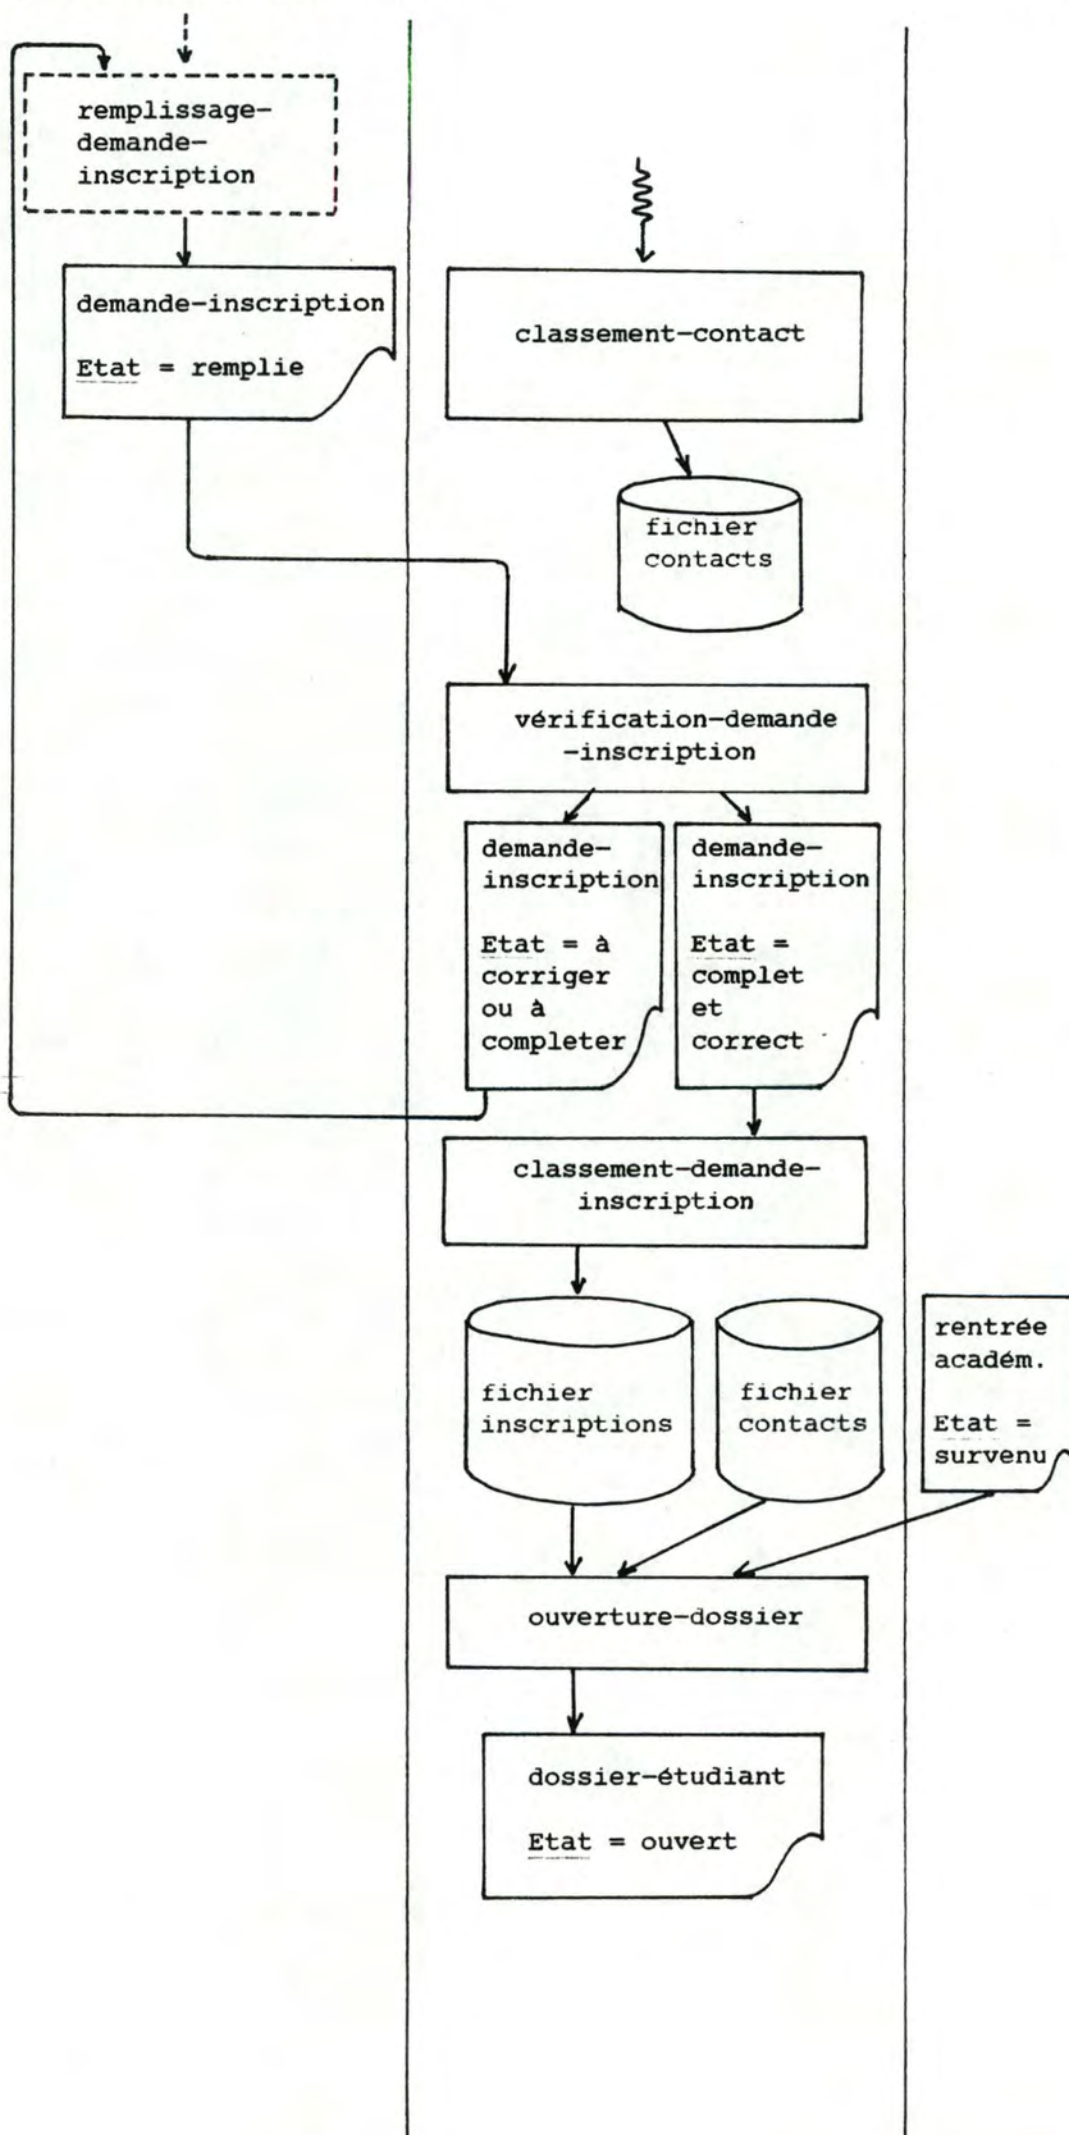 remplissage-
demande-
inscription
demande-inscription
Etat = remplie
classement-contact
fichier
contacts
vérification-demande
-inscription
demande-
inscription
Etat = à
corriger
ou à
completer
demande-
inscription
Etat =
complet
et
correct
classement-demande-
inscription
fichier
inscriptions
fichier
contacts
rentrée
académ.
Etat =
survenu
ouverture-dossier
dossier-étudiant
Etat = ouvert